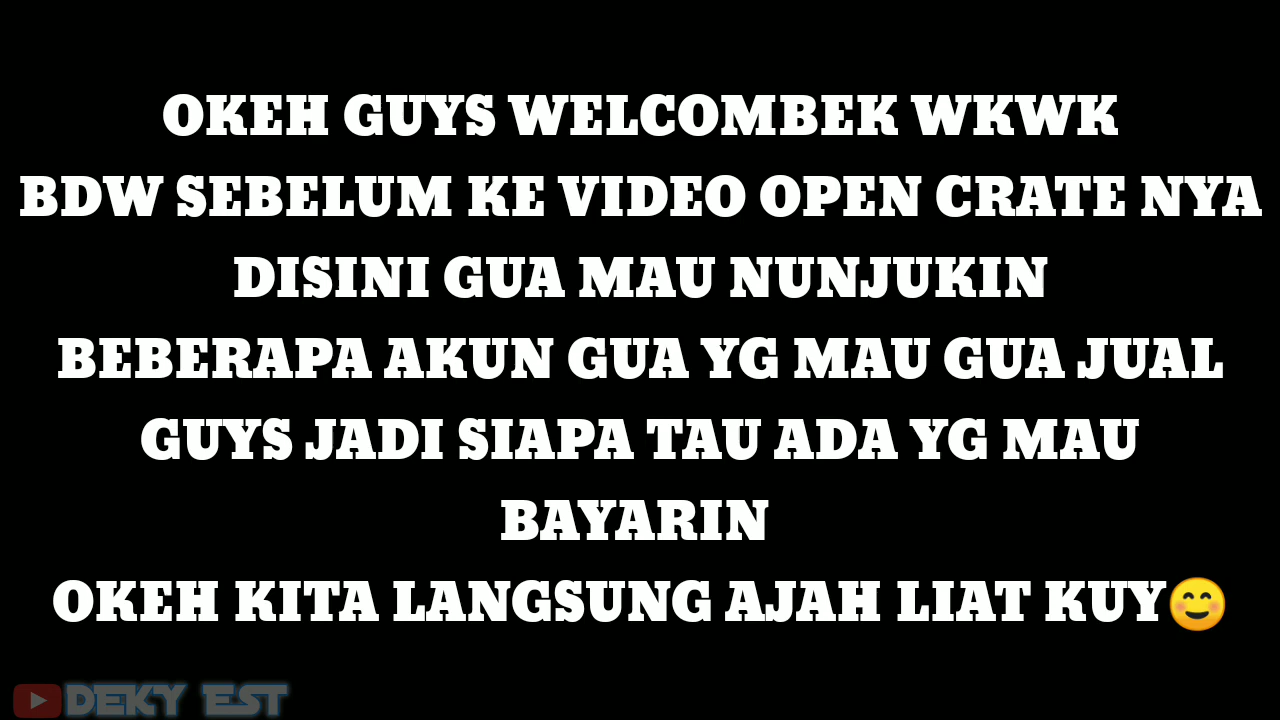 OKEH GUYS WELCOMBEK WKWK
BDW SEBELUM KE VIDEO OPEN CRATE NYA
DISINI GUA MAU NUNJUKIN
BEBERAPA AKUN GUA YG MAU GUA JUAL
GUYS JADI SIAPA TAU ADA YG MAU
BAYARIN
OKEH KITA LANGSUNG AJAH LIAT KUY😊
DEKY EST